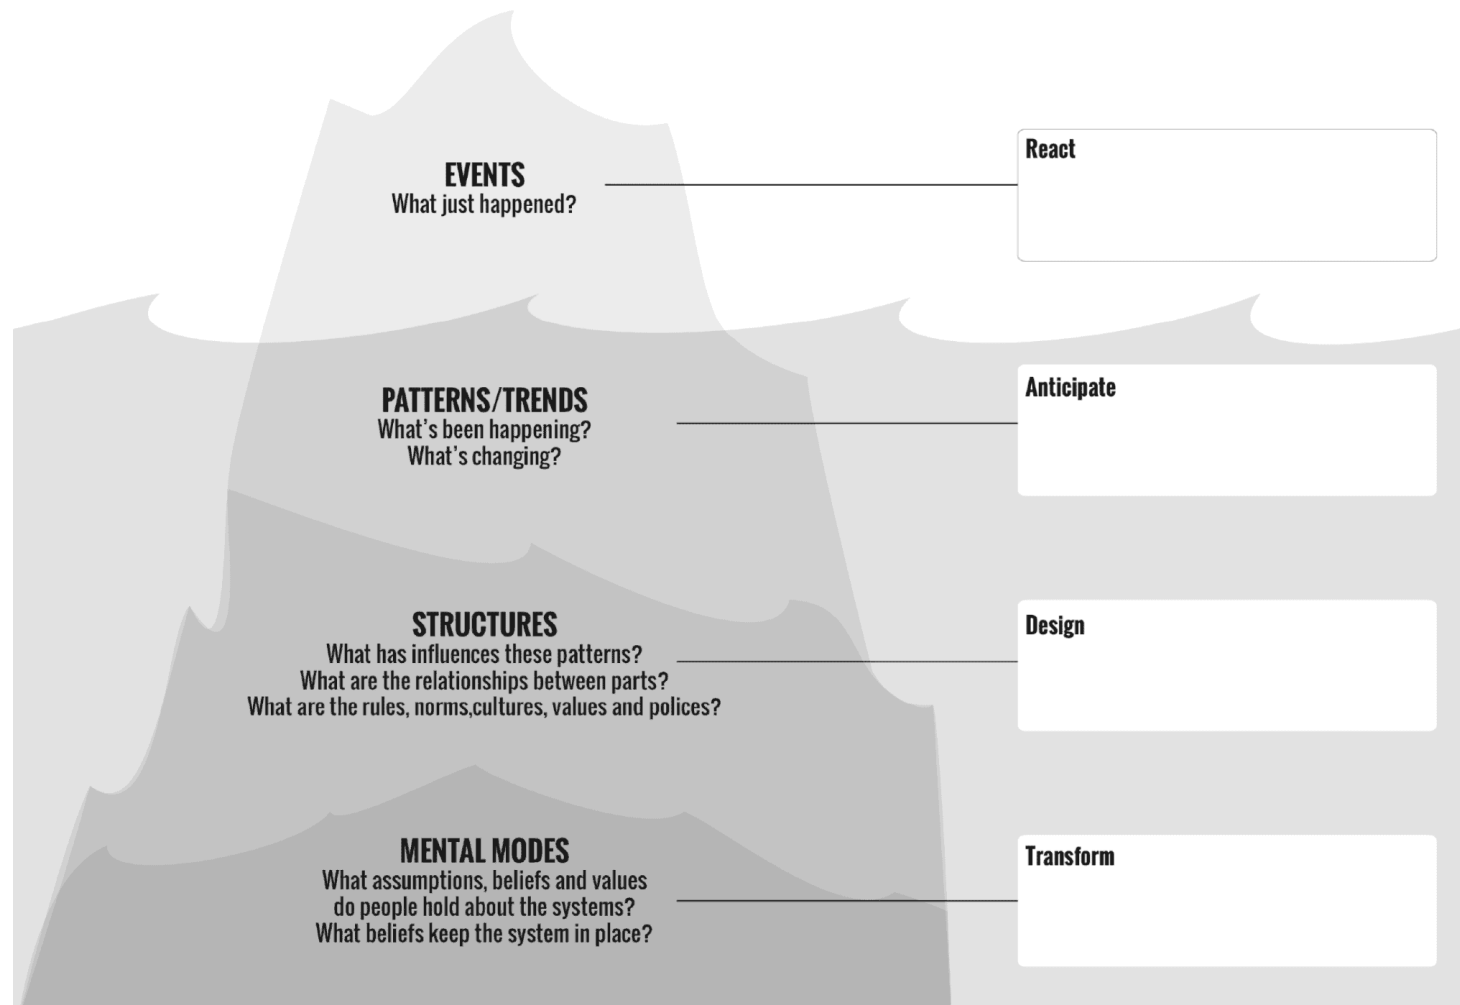 EVENTS
What just happened?
React
PATTERNS/TRENDS
What's been happening?
What's changing?
Anticipate
STRUCTURES
What has influences these patterns?
What are the relationships between parts?
What are the rules, norms,cultures, values and polices?
Design
MENTAL MODES
What assumptions, beliefs and values
do people hold about the systems?
What beliefs keep the system in place?
Transform